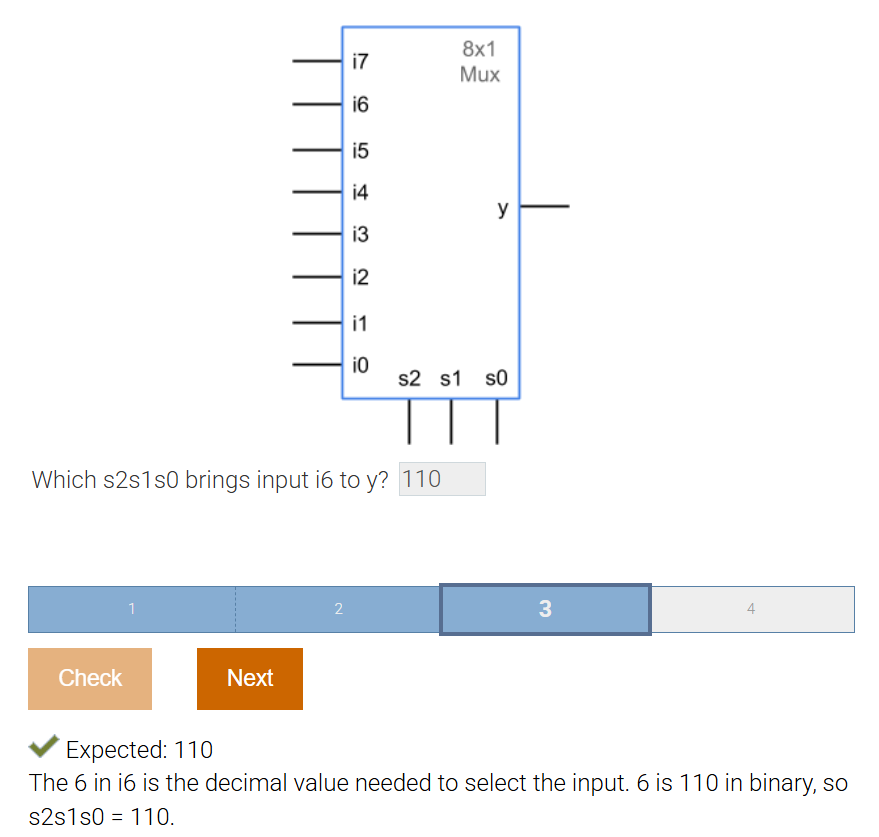 8x1
Mux
i7
i6
i5
i4
i3
i2
i1
i0
y
s2 s1 s0
Which s2s1s0 brings input i6 to y? 110
1 2 3 4
Check Next
Expected: 110
The 6 in i6 is the decimal value needed to select the input. 6 is 110 in binary, so
s2s1s0 = 110.